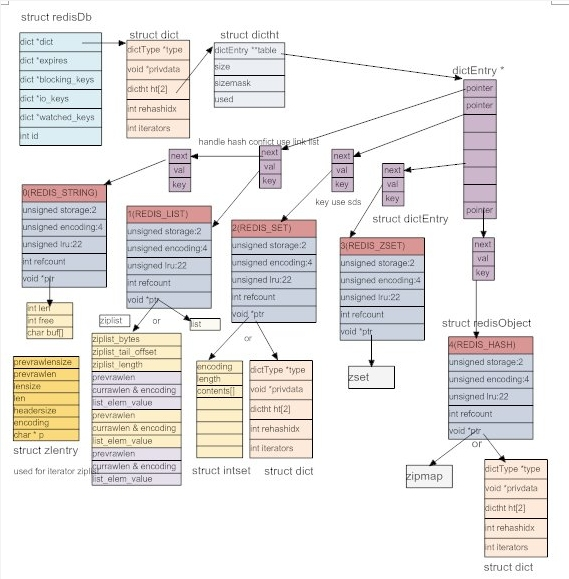 struct redisDb
dict *dict
dict *expires
dict *blocking_keys
dict *io_keys
dict *watched_keys
int id
struct dict
dictType *type
void *privdata
dictht ht[2]
int rehashidx
int iterators
struct dictht
dictEntry **table
size
sizemask
used
dictEntry *
pointer
pointer
pointer
handle hash confict use link list
next
val
key
next
val
key
next
val
key
key use sds
next
val
key
struct dictEntry
next
val
key
0(REDIS_STRING)
unsigned storage:2
unsigned encoding:4
unsigned lru:22
int refcount
void *ptr
1(REDIS_LIST)
unsigned storage:2
unsigned encoding:4
unsigned lru:22
int refcount
void *ptr
2(REDIS_SET)
unsigned storage:2
unsigned encoding:4
unsigned lru:22
int refcount
void *ptr
3(REDIS_ZSET)
unsigned storage:2
unsigned encoding:4
unsigned lru:22
int refcount
void *ptr
struct redisObject
4(REDIS_HASH)
unsigned storage:2
unsigned encoding:4
unsigned lru:22
int refcount
void *ptr
int len
int free
char buf[]
ziplist
or
list
ziplist_bytes
ziplist_tail_offset
ziplist_length
prevrawlen
currawlen & encoding
list_elem_value
prevrawlen
currawlen & encoding
list_elem_value
prevrawlen
currawlen & encoding
list_elem_value
prevrawlensize
prevrawlen
lensize
len
headersize
encoding
char * p
struct zlentry
used for iterator ziplist
or
encoding
length
contents[]
struct intset
dictType *type
void *privdata
dictht ht[2]
int rehashidx
int iterators
struct dict
zset
or
zipmap
dictType *type
void *privdata
dictht ht[2]
int rehashidx
int iterators
struct dict